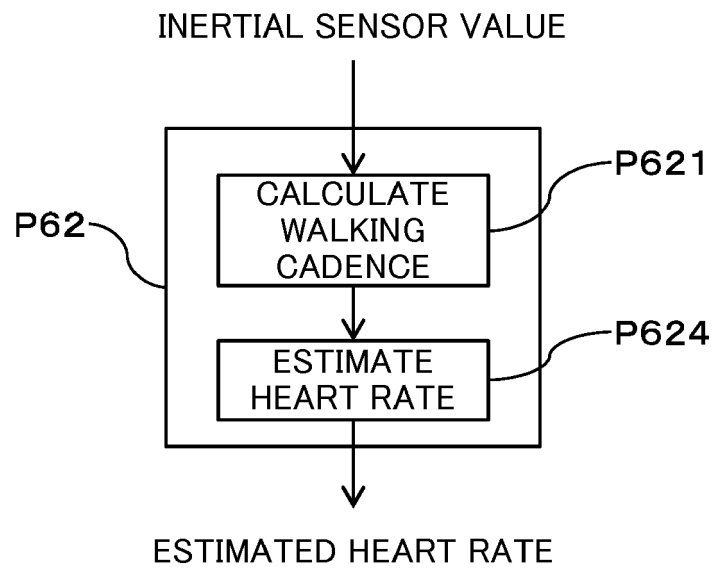 INERTIAL SENSOR VALUE
P621
CALCULATE
WALKING
CADENCE
P62
P624
ESTIMATE
HEART RATE
ESTIMATED HEART RATE